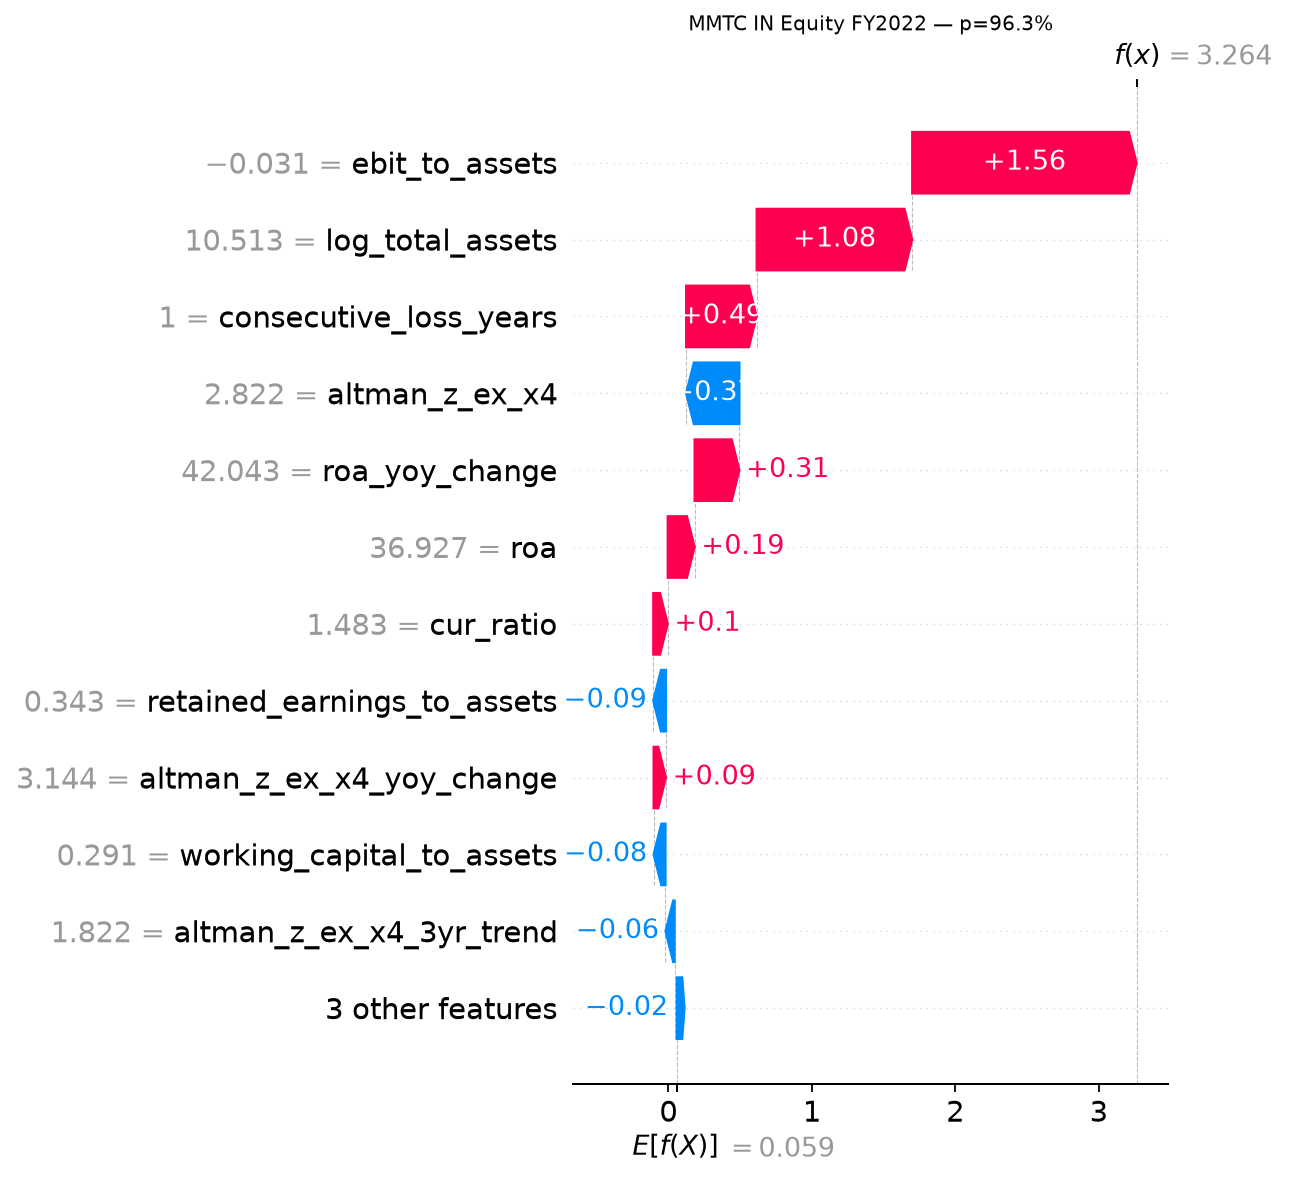 MMTC IN Equity FY2022 — p=96.3%
f(x) = 3.264
−0.031 = ebit_to_assets +1.56
10.513 = log_total_assets +1.08
1 = consecutive_loss_years +0.49
2.822 = altman_z_ex_x4
42.043 = roa_yoy_change +0.31
36.927 = roa +0.19
1.483 = cur_ratio +0.1
0.343 = retained_earnings_to_assets −0.09
3.144 = altman_z_ex_x4_yoy_change +0.09
0.291 = working_capital_to_assets −0.08
1.822 = altman_z_ex_x4_3yr_trend −0.06
3 other features −0.02
0 1 2 3
E[f(X)] = 0.059